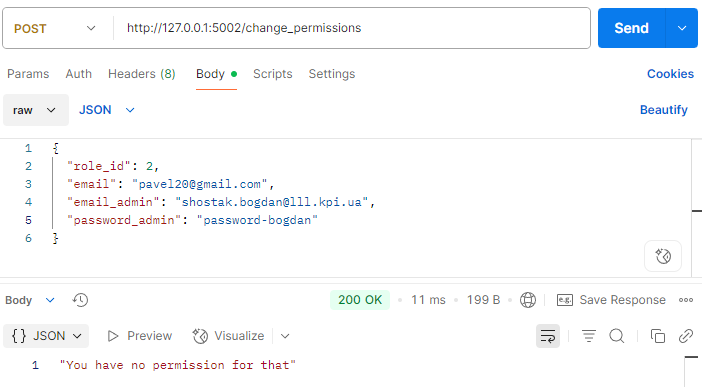 POST http://127.0.0.1:5002/change_permissions Send
Params Auth Headers (8) Body Scripts Settings Cookies
raw JSON Beautify
1 {
2 "role_id": 2,
3 "email": "pavel20@gmail.com",
4 "email_admin": "shostak.bogdan@lll.kpi.ua",
5 "password_admin": "password-bogdan"
6 }
Body 200 OK 11 ms 199 B e.g. Save Response
{} JSON Preview Visualize
1 "You have no permission for that"